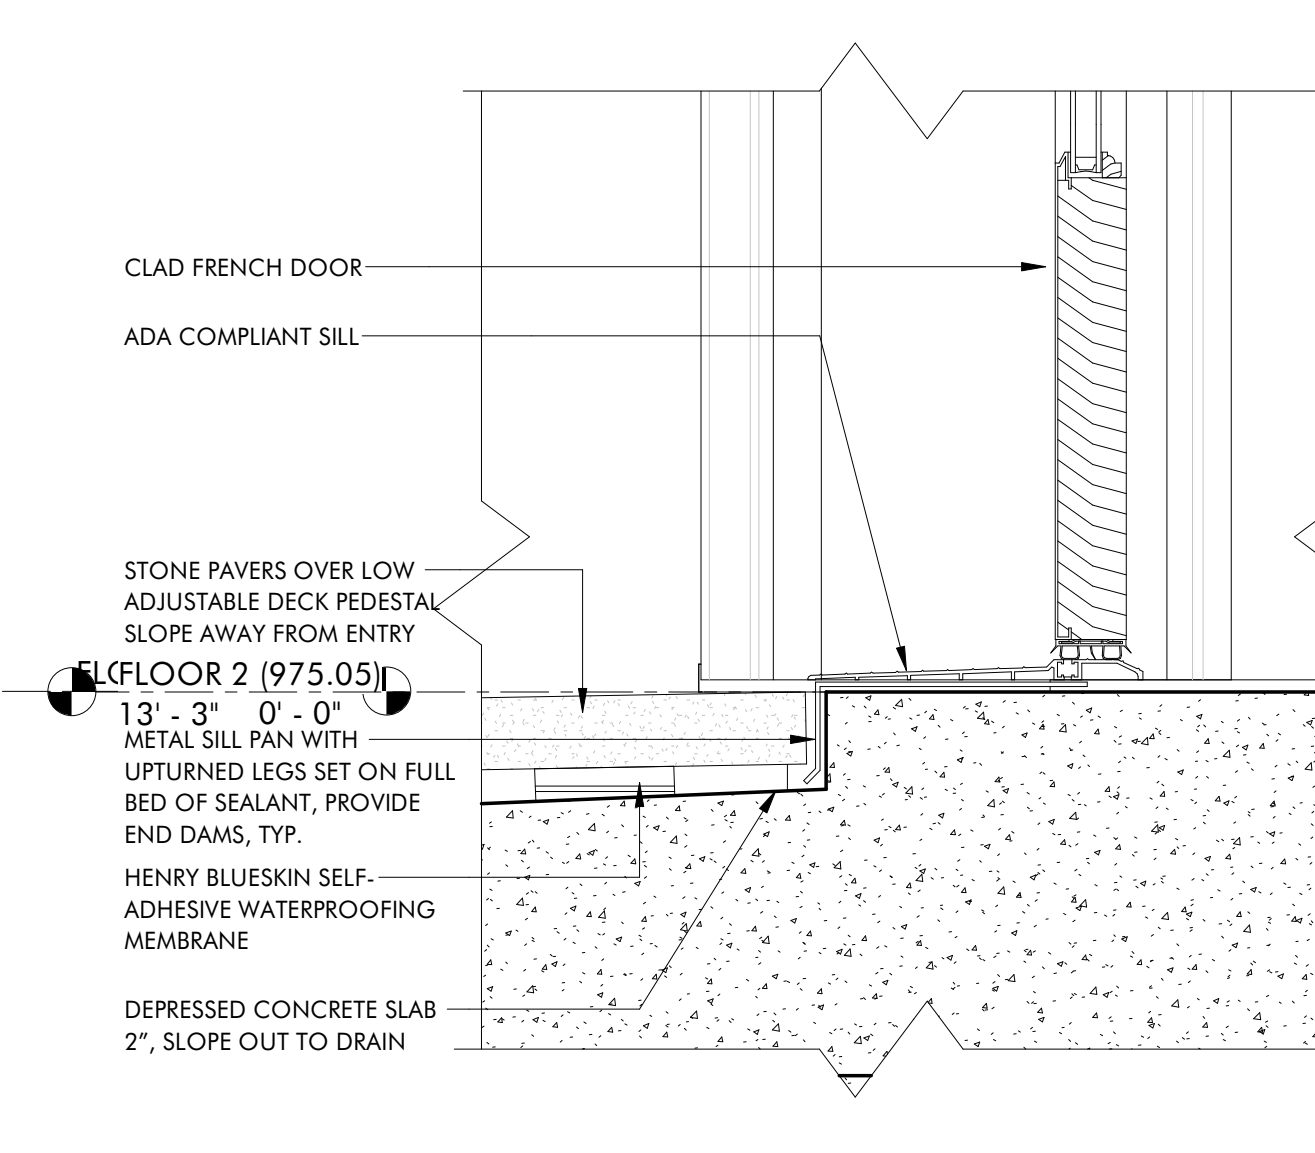 CLAD FRENCH DOOR
ADA COMPLIANT SILL
STONE PAVERS OVER LOW
ADJUSTABLE DECK PEDESTAL
SLOPE AWAY FROM ENTRY
FLOOR 2 (975.05)
13' - 3" 0' - 0"
METAL SILL PAN WITH
UPTURNED LEGS SET ON FULL
BED OF SEALANT, PROVIDE
END DAMS, TYP.
HENRY BLUESKIN SELF-
ADHESIVE WATERPROOFING
MEMBRANE
DEPRESSED CONCRETE SLAB
2”, SLOPE OUT TO DRAIN